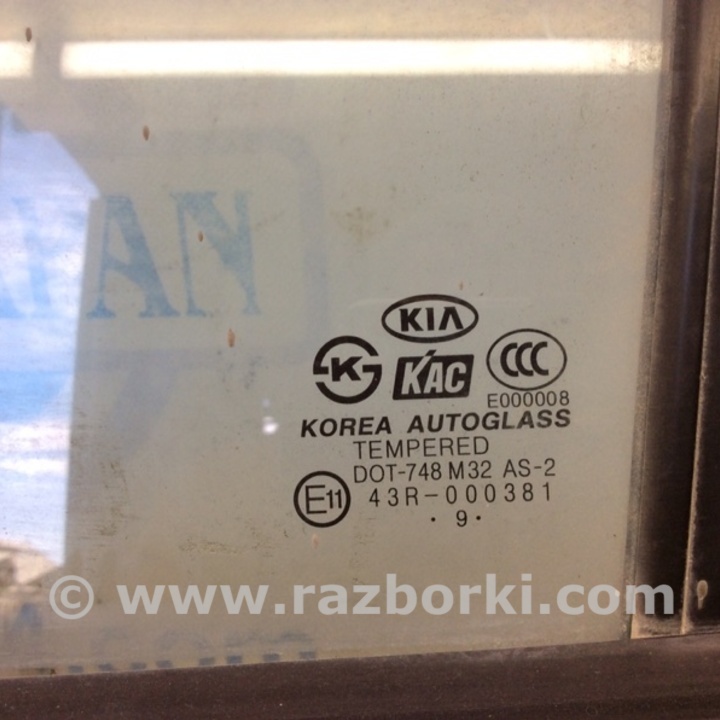 KIA
K KAC CCC
E000008
KOREA AUTOGLASS
TEMPERED
DOT-748 M32 AS-2
E11 43R-000381
. 9 .
© www.razborki.com